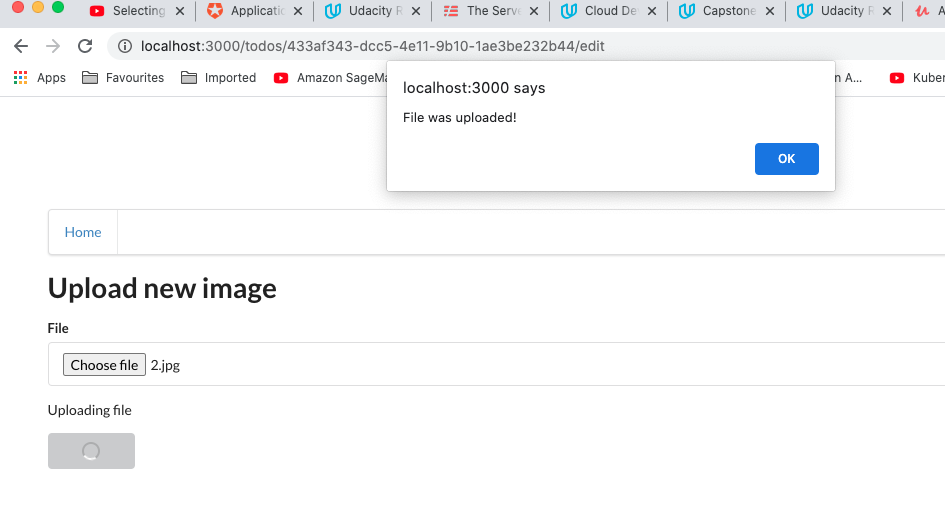 Selecting
Applicatio
Udacity R
The Serve
Cloud De
Capstone
Udacity R
A
localhost:3000/todos/433af343-dcc5-4e11-9b10-1ae3be232b44/edit
Apps Favourites Imported Amazon SageMa n A... Kuber
localhost:3000 says
File was uploaded!
OK
Home
Upload new image
File
Choose file 2.jpg
Uploading file